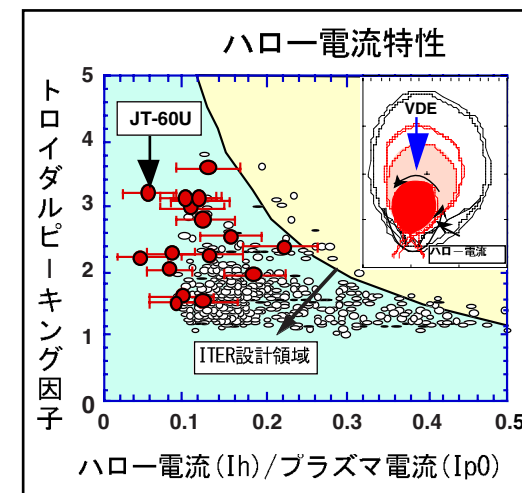 ハロー電流特性
トロイダルピーキング因子
5
4
3
2
1
0
JT-60U
VDE
ハロー電流
ITER設計領域
0 0.1 0.2 0.3 0.4 0.5
ハロー電流(Ih)/プラズマ電流(Ip0)